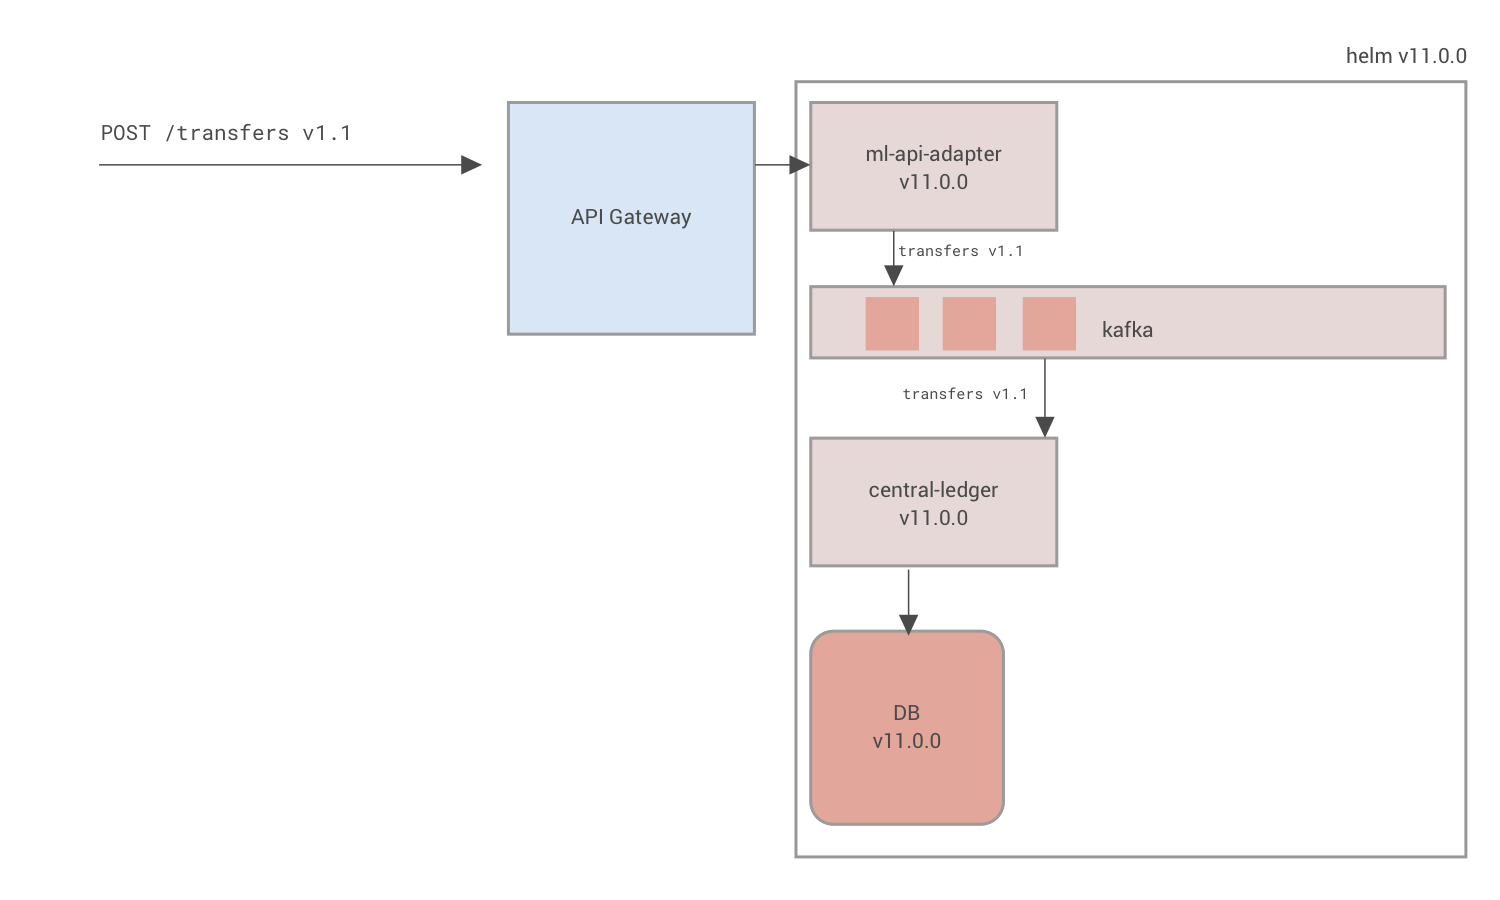 helm v11.0.0
POST /transfers v1.1
API Gateway
ml-api-adapter
v11.0.0
transfers v1.1
kafka
transfers v1.1
central-ledger
v11.0.0
DB
v11.0.0